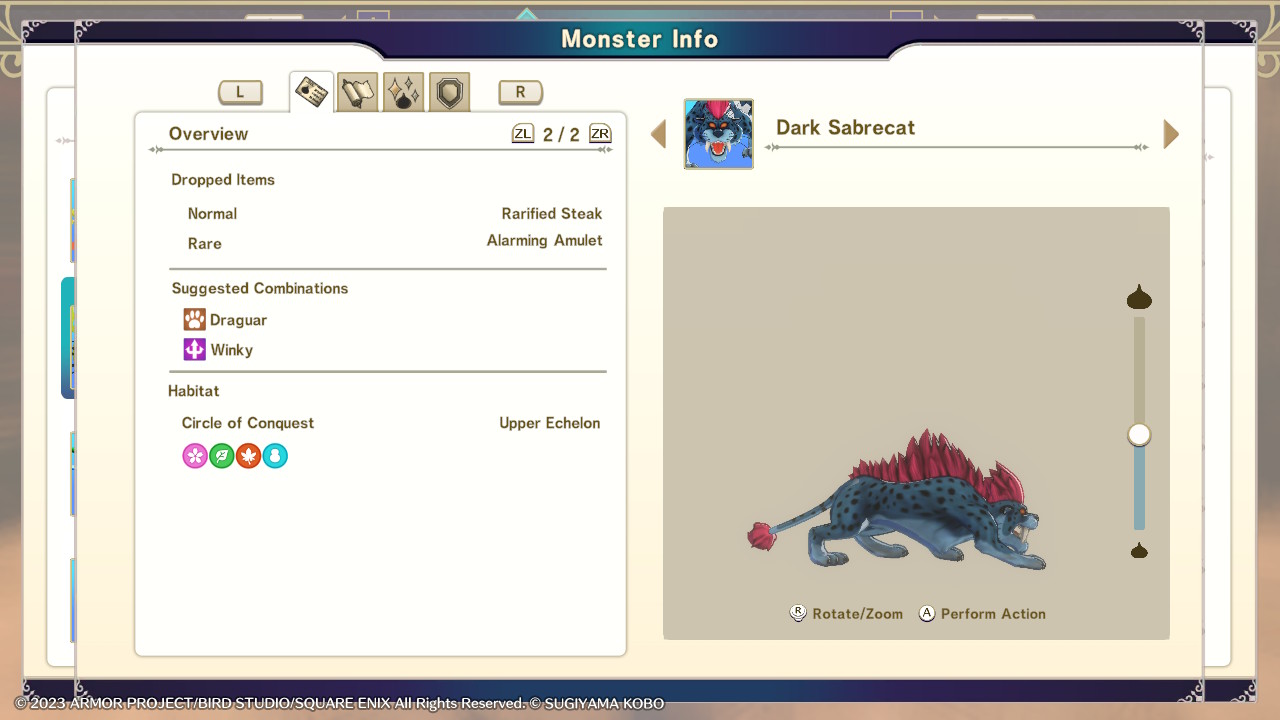 Monster Info
L
R
Overview
ZL 2 / 2 ZR
Dark Sabrecat
Dropped Items
Normal Rarified Steak
Rare Alarming Amulet
Suggested Combinations
Draguar
Winky
Habitat
Circle of Conquest Upper Echelon
R Rotate/Zoom A Perform Action
© 2023 ARMOR PROJECT/BIRD STUDIO/SQUARE ENIX All Rights Reserved. © SUGIYAMA KOBO